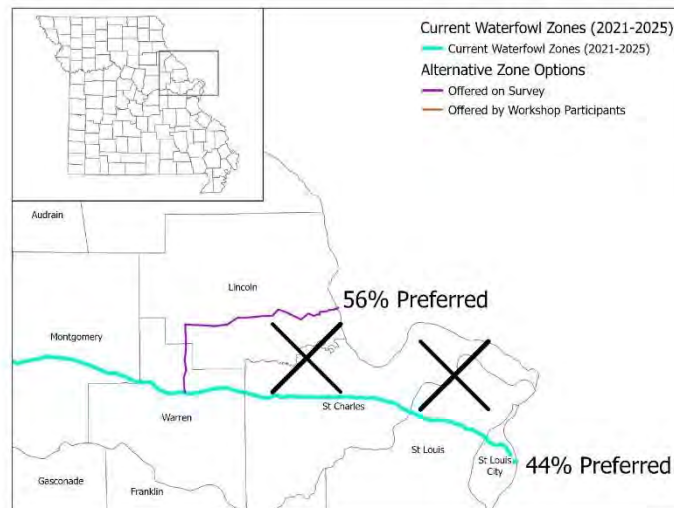 Current Waterfowl Zones (2021-2025)
Current Waterfowl Zones (2021-2025)
Alternative Zone Options
Offered on Survey
Offered by Workshop Participants
Audrain
Lincoln
56% Preferred
Montgomery
Warren
St Charles
St Louis
St Louis
City
44% Preferred
Gasconade
Franklin